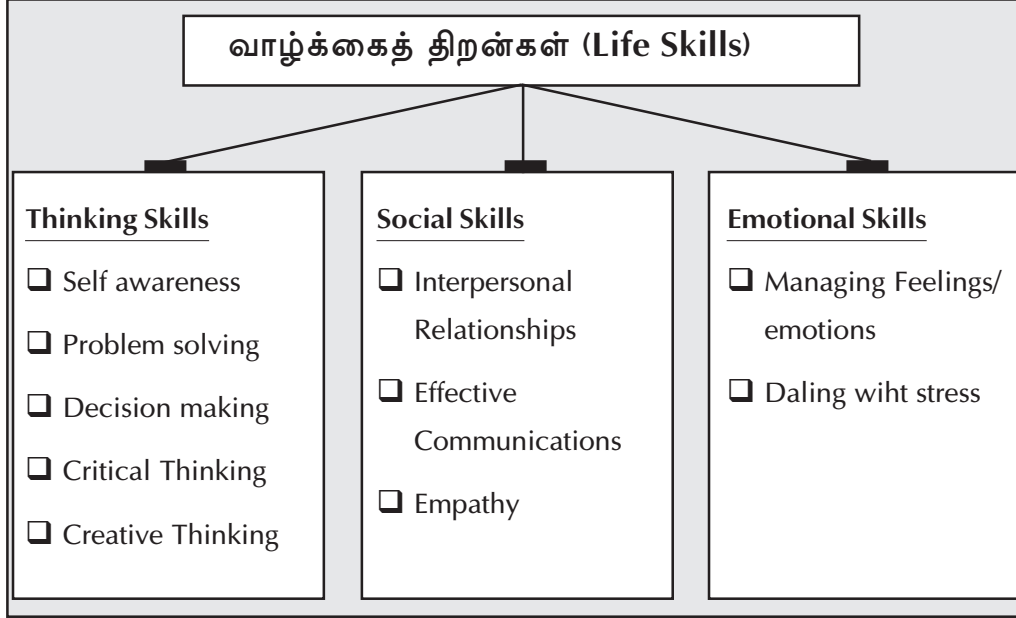 வாழ்க்கைத் திறன்கள் (Life Skills)
Thinking Skills
Self awareness
Problem solving
Decision making
Critical Thinking
Creative Thinking
Social Skills
Interpersonal
Relationships
Effective
Communications
Empathy
Emotional Skills
Managing Feelings/
emotions
Daling wiht stress